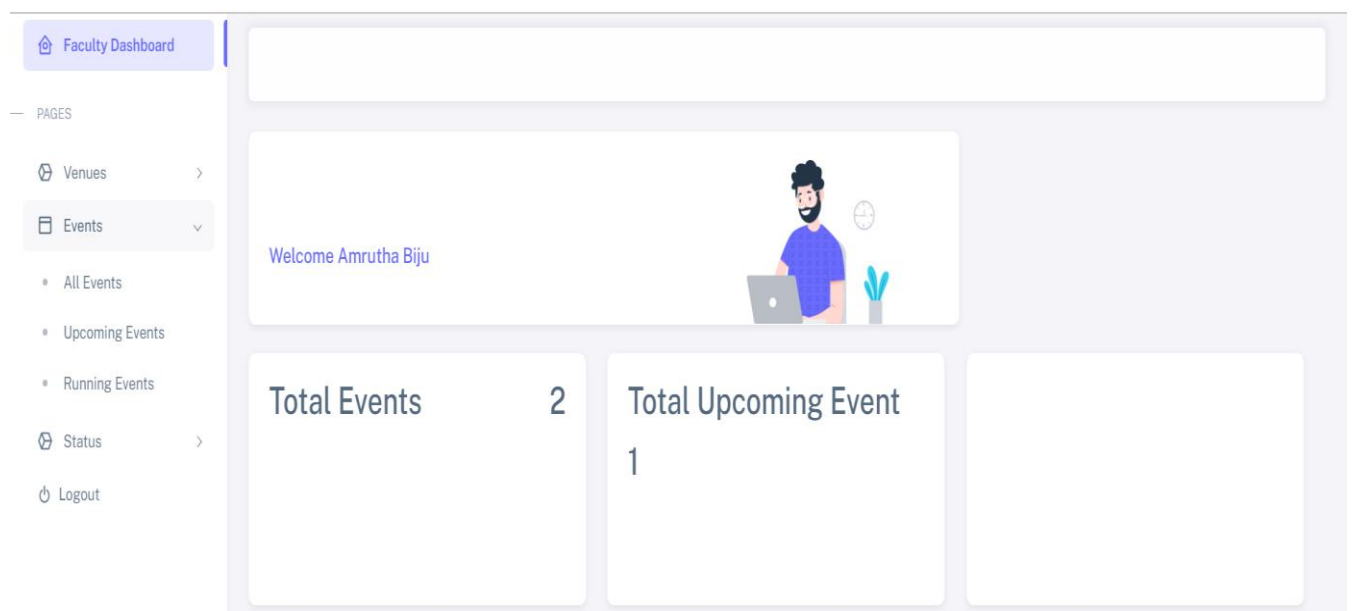 Faculty Dashboard
PAGES
Venues
Events
All Events
Upcoming Events
Running Events
Status
Logout
Welcome Amrutha Biju
Total Events 2
Total Upcoming Event
1